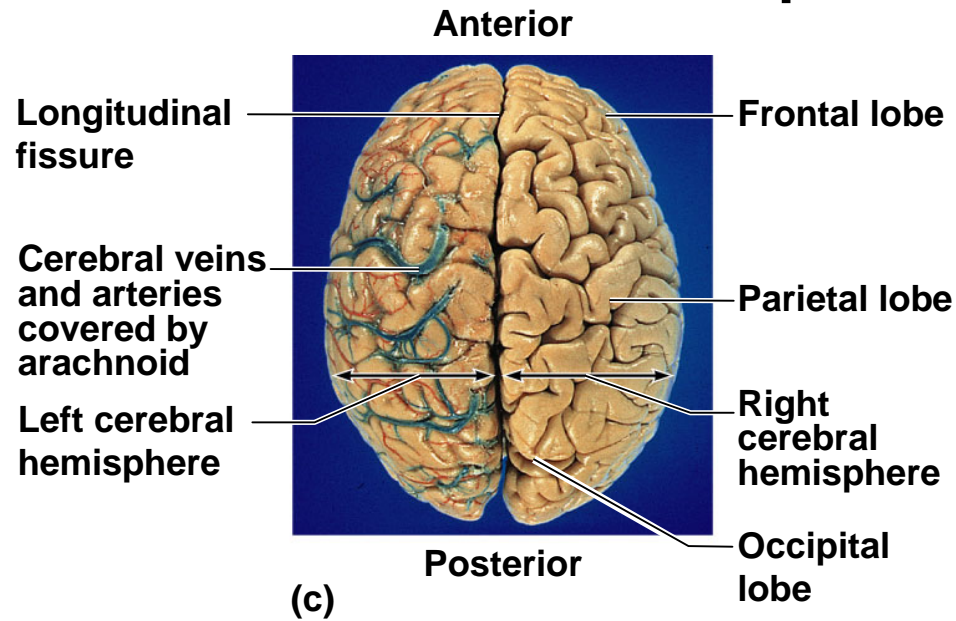 Anterior
Longitudinal
fissure
Cerebral veins
and arteries
covered by
arachnoid
Left cerebral
hemisphere
Frontal lobe
Parietal lobe
Right
cerebral
hemisphere
Occipital
lobe
Posterior
(c)